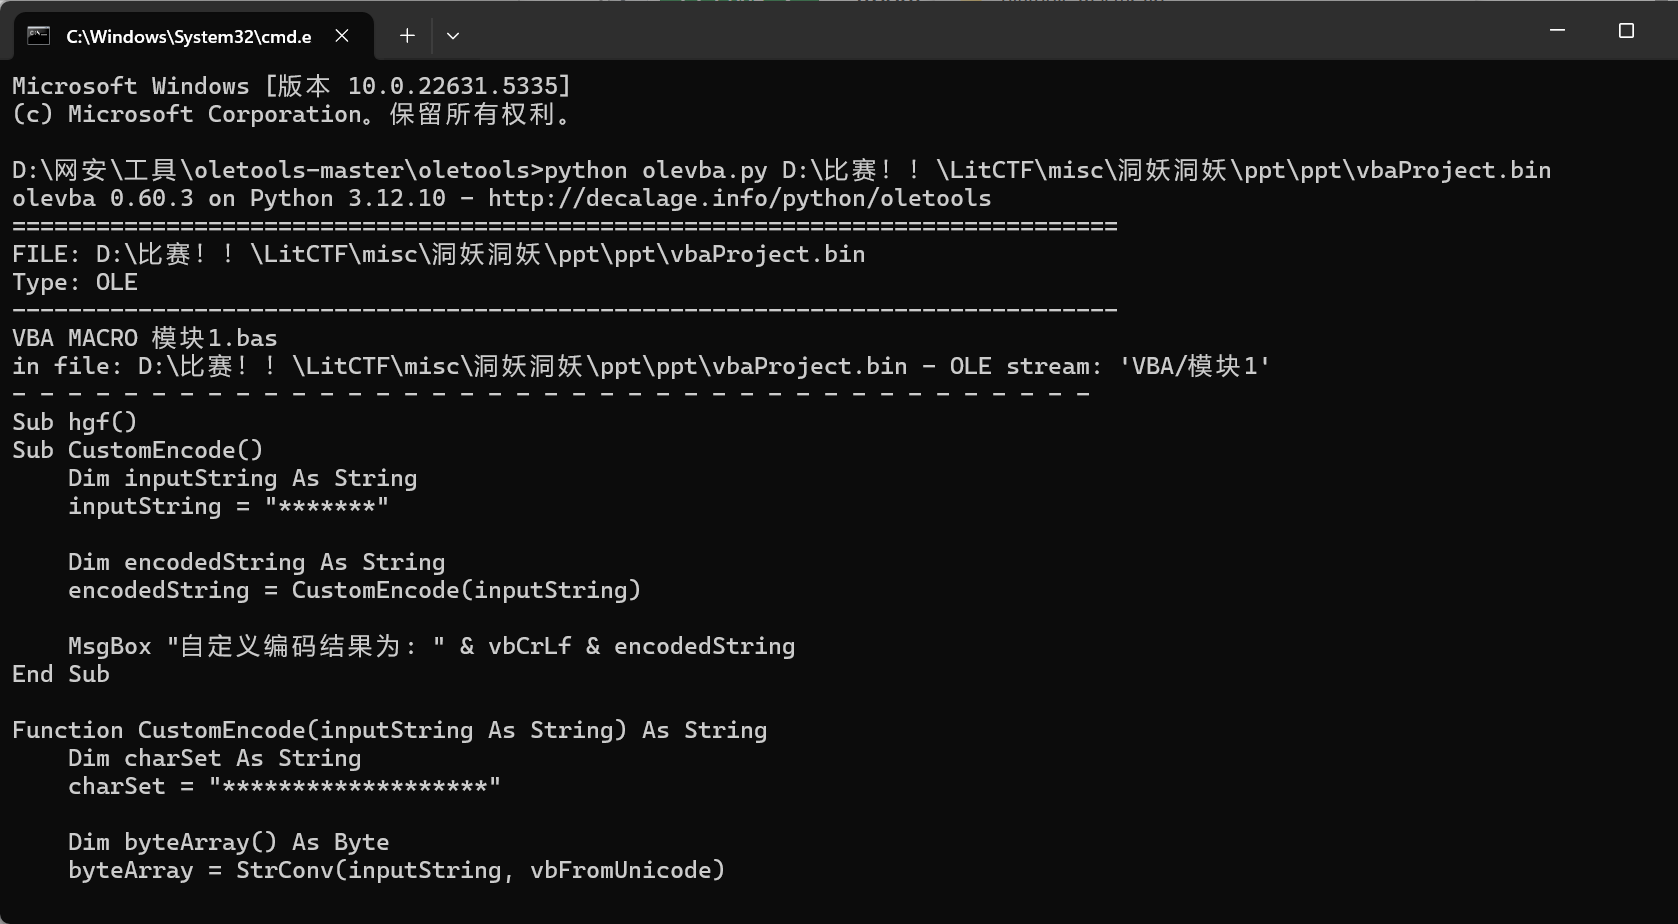 C:\Windows\System32\cmd.e
Microsoft Windows [版本 10.0.22631.5335]
(c) Microsoft Corporation。保留所有权利。
D:\网安\工具\oletools-master\oletools>python olevba.py D:\比赛！！\LitCTF\misc\洞妖洞妖\ppt\ppt\vbaProject.bin
olevba 0.60.3 on Python 3.12.10 - http://decalage.info/python/oletools
===============================================================================
FILE: D:\比赛！！\LitCTF\misc\洞妖洞妖\ppt\ppt\vbaProject.bin
Type: OLE
-------------------------------------------------------------------------------
VBA MACRO 模块1.bas
in file: D:\比赛！！\LitCTF\misc\洞妖洞妖\ppt\ppt\vbaProject.bin - OLE stream: 'VBA/模块1'
- - - - - - - - - - - - - - - - - - - - - - - - - - - - - - - - - - - - - - -
Sub hgf()
Sub CustomEncode()
    Dim inputString As String
    inputString = "*******"
    Dim encodedString As String
    encodedString = CustomEncode(inputString)
    MsgBox "自定义编码结果为：" & vbCrLf & encodedString
End Sub
Function CustomEncode(inputString As String) As String
    Dim charSet As String
    charSet = "*******************"
    Dim byteArray() As Byte
    byteArray = StrConv(inputString, vbFromUnicode)